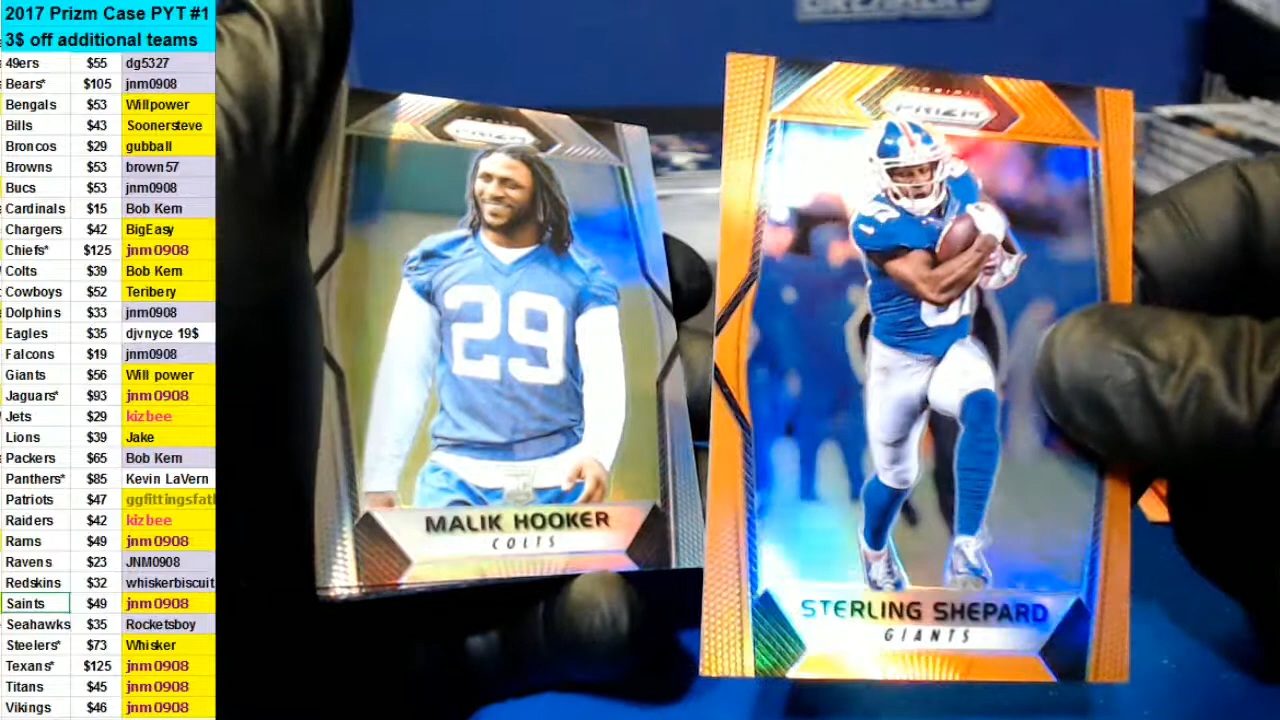 2017 Prizm Case PYT #1
3$ off additional teams
49ers $55 dg5327
Bears* $105 jnm0908
Bengals $53 Willpower
Bills $43 Soonersteve
Broncos $29 gubball
Browns $53 brown57
Bucs $53 jnm0908
Cardinals $15 Bob Kem
Chargers $42 BigEasy
Chiefs* $125 jnm0908
Colts $39 Bob Kem
Cowboys $52 Teribery
Dolphins $33 jnm0908
Eagles $35 djvnyce 19$
Falcons $19 jnm0908
Giants $56 Will power
Jaguars* $93 jnm0908
Jets $29 kizbee
Lions $39 Jake
Packers $65 Bob Kem
Panthers* $85 Kevin LaVern
Patriots $47 ggfittingsfatl
Raiders $42 kizbee
Rams $49 jnm0908
Ravens $23 JNM0908
Redskins $32 whiskerbiscuit
Saints $49 jnm0908
Seahawks $35 Rocketsboy
Steelers* $73 Whisker
Texans* $125 jnm0908
Titans $45 jnm0908
Vikings $46 jnm0908
PANINI
PRIZM
29
MALIK HOOKER
COLTS
PANINI
PRIZM
STERLING SHEPARD
GIANTS